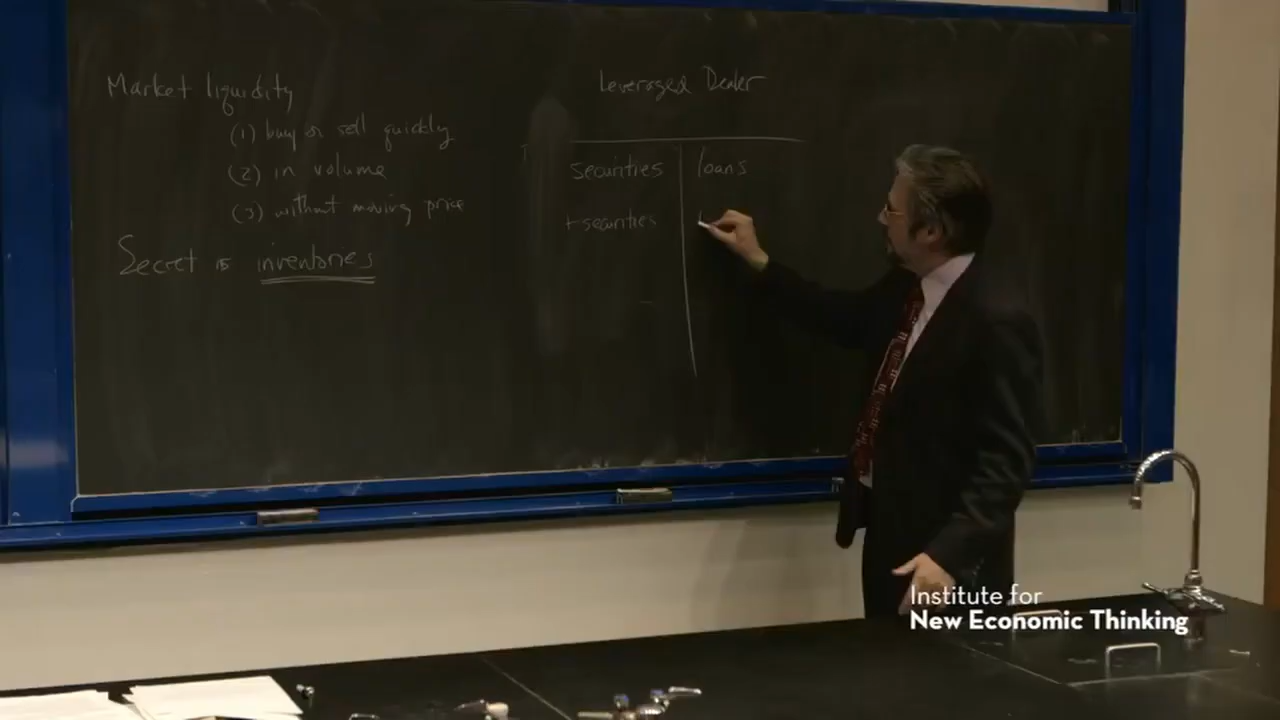 Market liquidity
(1) buy or sell quickly
(2) in volume
(3) without moving price
Secret is inventories
Leveraged Dealer
securities loans
+ securities
Institute for
New Economic Thinking